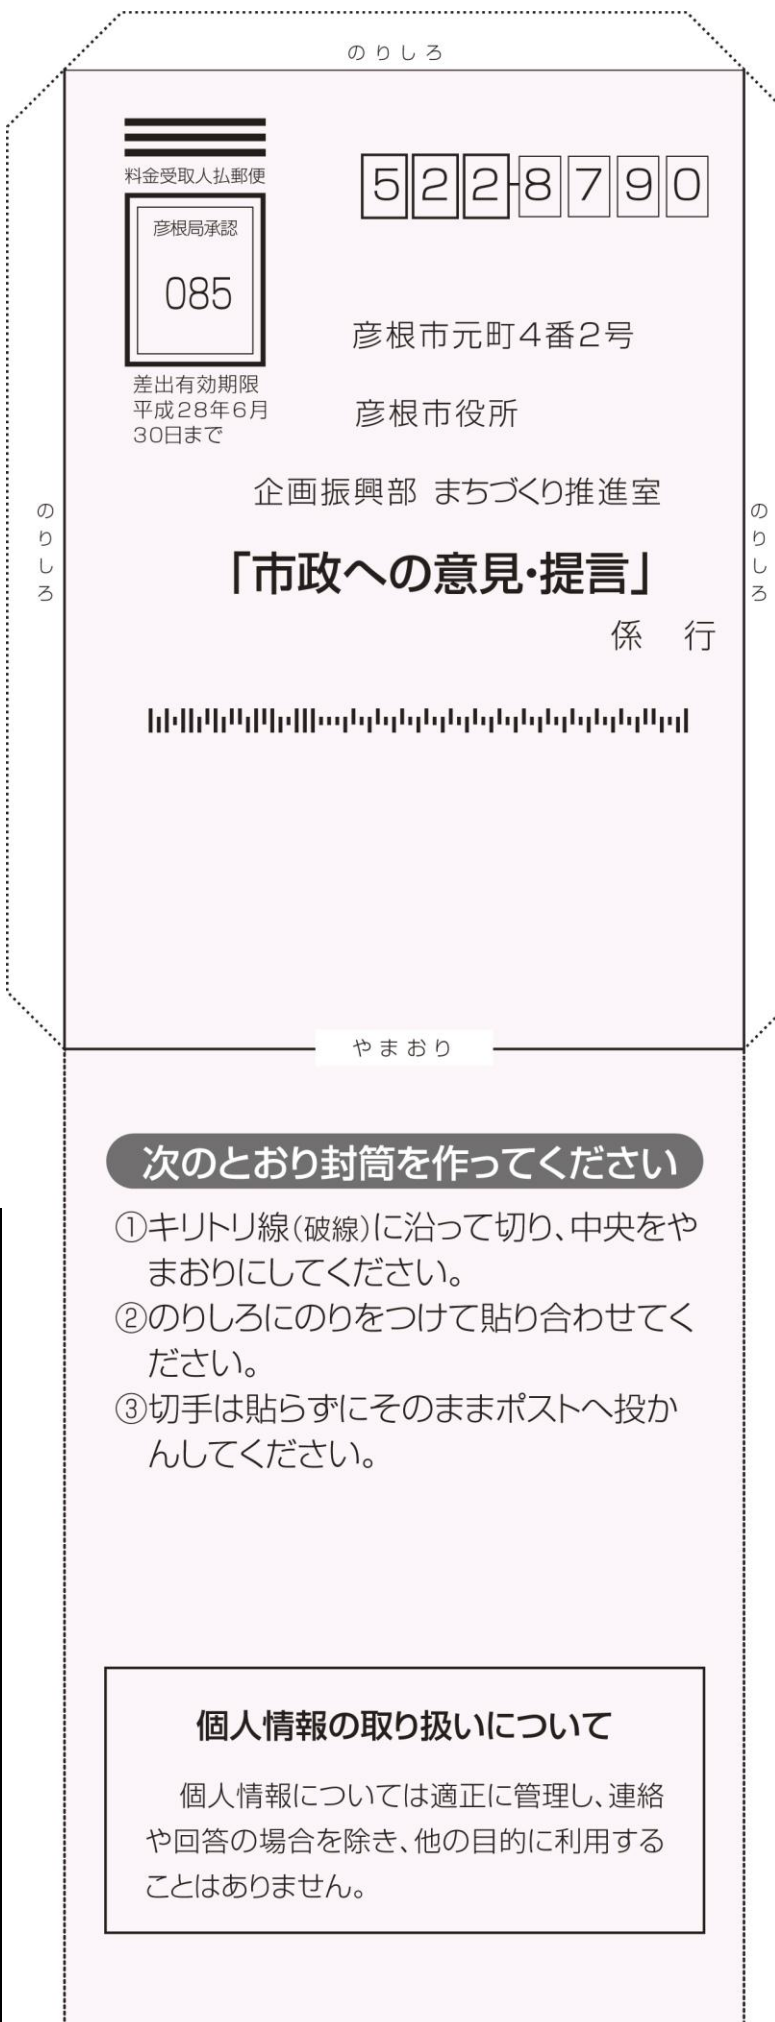 のりしろ
料金受取人払郵便
522-8790
彦根局承認
085
差出有効期限
平成28年6月
30日まで
彦根市元町4番2号
彦根市役所
企画振興部 まちづくり推進室
「市政への意見・提言」
係 行
のりしろ
のりしろ
やまおり
次のとおり封筒を作ってください
①キリトリ線(破線)に沿って切り、中央をや
まおりにしてください。
②のりしろにのりをつけて貼り合わせてく
ださい。
③切手は貼らずにそのままポストへ投か
んしてください。
個人情報の取り扱いについて
個人情報については適正に管理し、連絡
や回答の場合を除き、他の目的に利用する
ことはありません。